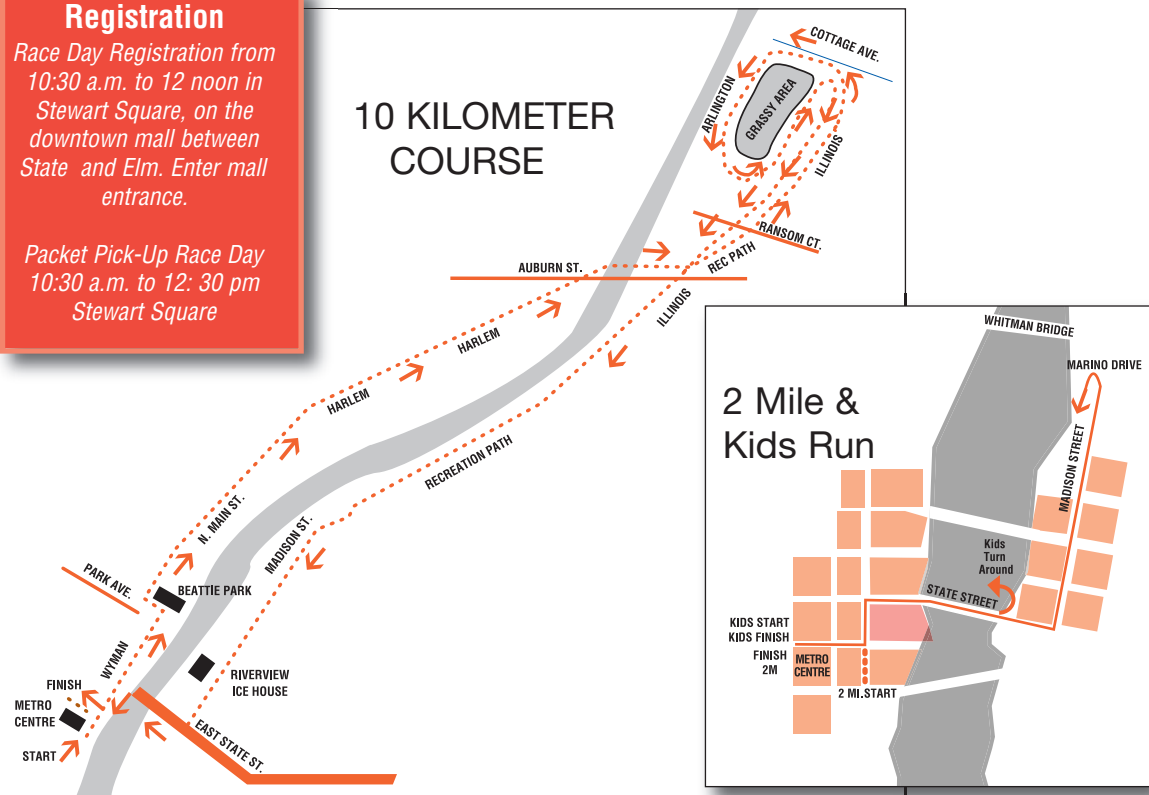 Registration
Race Day Registration from
10:30 a.m. to 12 noon in
Stewart Square, on the
downtown mall between
State and Elm. Enter mall
entrance.
Packet Pick-Up Race Day
10:30 a.m. to 12: 30 pm
Stewart Square
10 KILOMETER
COURSE
COTTAGE AVE.
ARLINGTON
GRASSY AREA
ILLINOIS
RANSOM CT.
REC PATH
AUBURN ST.
ILLINOIS
HARLEM
HARLEM
RECREATION PATH
N. MAIN ST.
MADISON ST.
PARK AVE.
BEATTIE PARK
WYMAN
RIVERVIEW
ICE HOUSE
FINISH
METRO
CENTRE
START
EAST STATE ST.
2 Mile &
Kids Run
WHITMAN BRIDGE
MARINO DRIVE
MADISON STREET
Kids
Turn
Around
STATE STREET
KIDS START
KIDS FINISH
FINISH
2M
METRO
CENTRE
2 MI.START